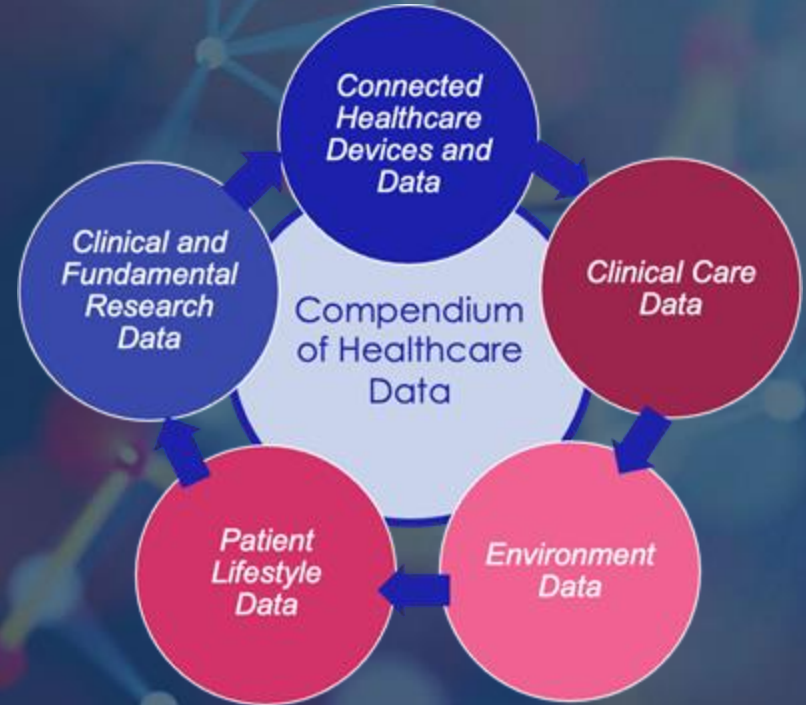 Connected
Healthcare
Devices and
Data
Clinical Care
Data
Environment
Data
Patient
Lifestyle
Data
Clinical and
Fundamental
Research
Data
Compendium
of Healthcare
Data